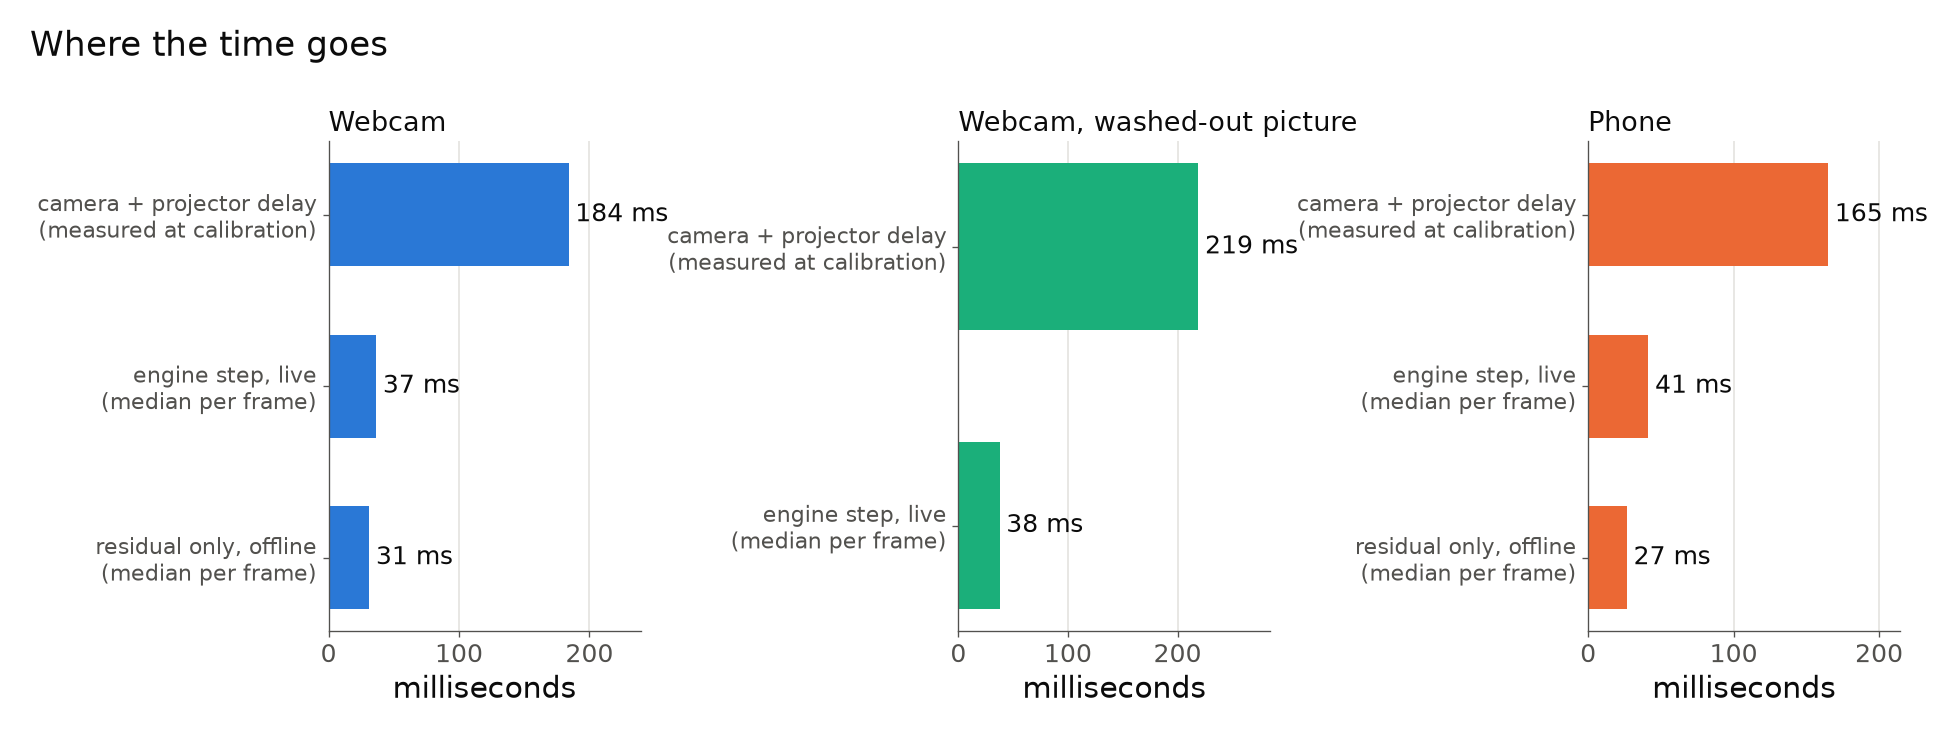 Where the time goes
Webcam
camera + projector delay
(measured at calibration)
184 ms
engine step, live
(median per frame)
37 ms
residual only, offline
(median per frame)
31 ms
0 100 200
milliseconds
Webcam, washed-out picture
camera + projector delay
(measured at calibration)
219 ms
engine step, live
(median per frame)
38 ms
0 100 200
milliseconds
Phone
camera + projector delay
(measured at calibration)
165 ms
engine step, live
(median per frame)
41 ms
residual only, offline
(median per frame)
27 ms
0 100 200
milliseconds